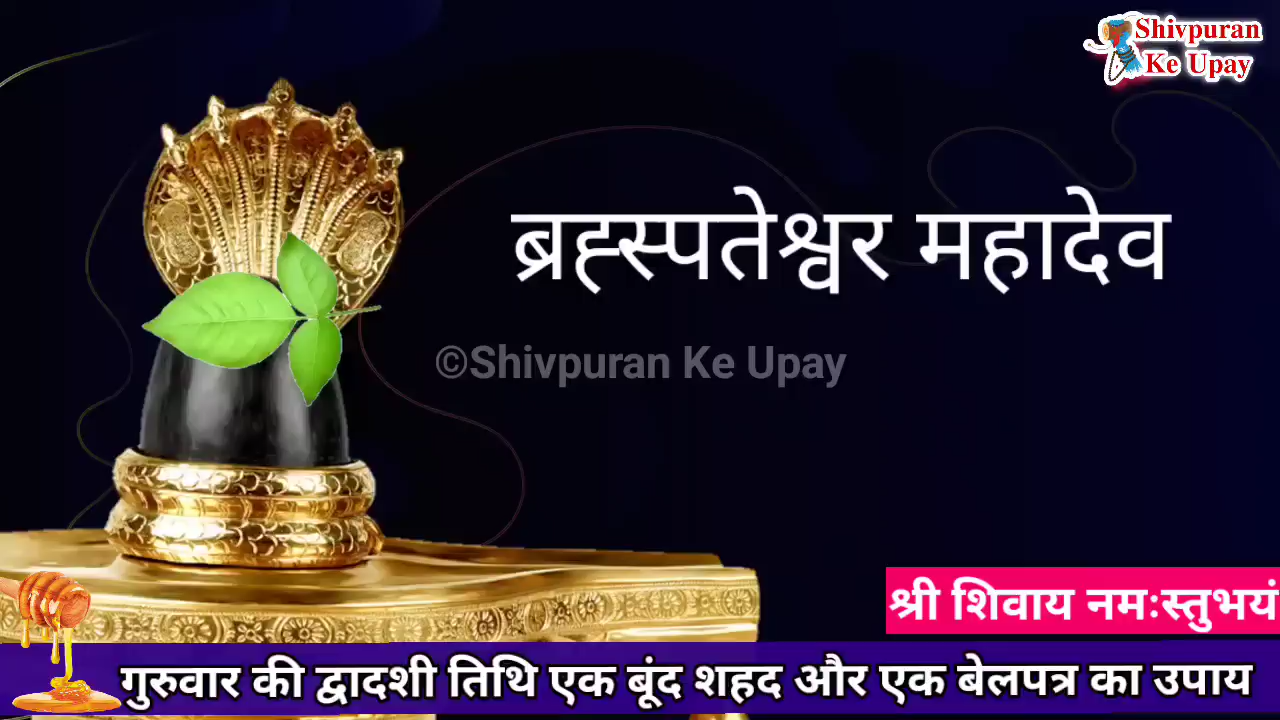 Shivpuran
Ke Upay
ब्रह्स्पतेश्वर महादेव
©Shivpuran Ke Upay
श्री शिवाय नमःस्तुभयं
गुरुवार की द्वादशी तिथि एक बूंद शहद और एक बेलपत्र का उपाय